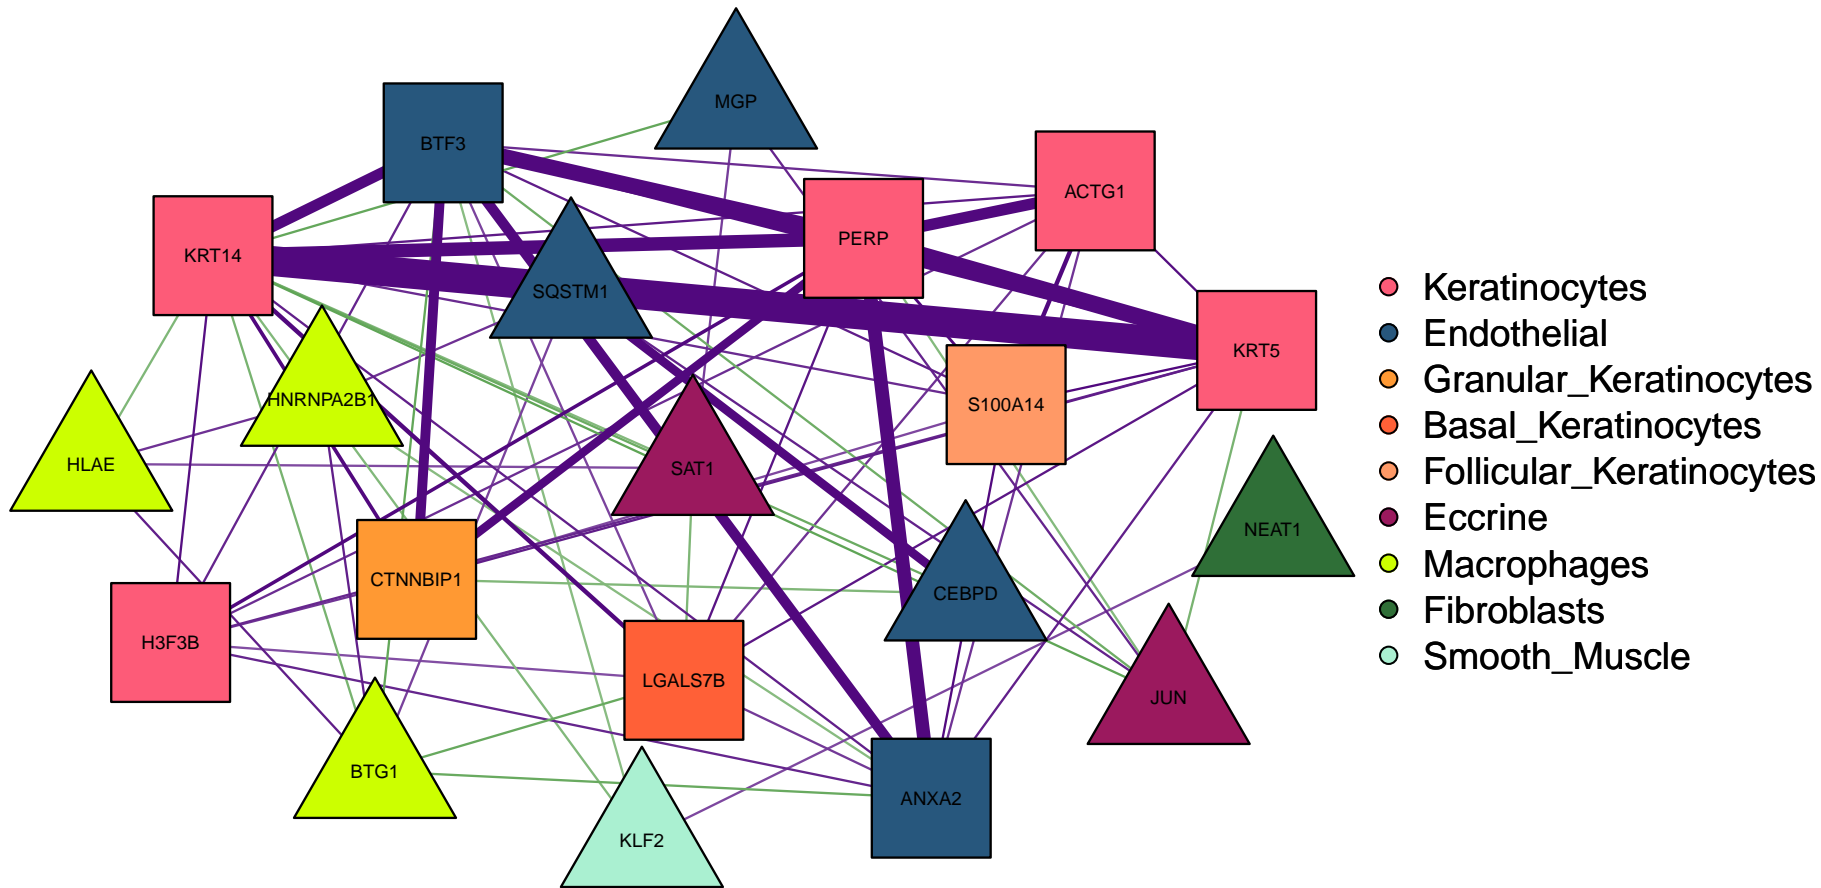 MGP
BTF3
ACTG1
PERP
KRT14
SQSTM1
KRT5
HNRNPA2B1
S100A14
HLAE
SAT1
NEAT1
CTNNBIP1
CEBPD
H3F3B
LGALS7B
JUN
BTG1
ANXA2
KLF2
Keratinocytes
Endothelial
Granular_Keratinocytes
Basal_Keratinocytes
Follicular_Keratinocytes
Eccrine
Macrophages
Fibroblasts
Smooth_Muscle